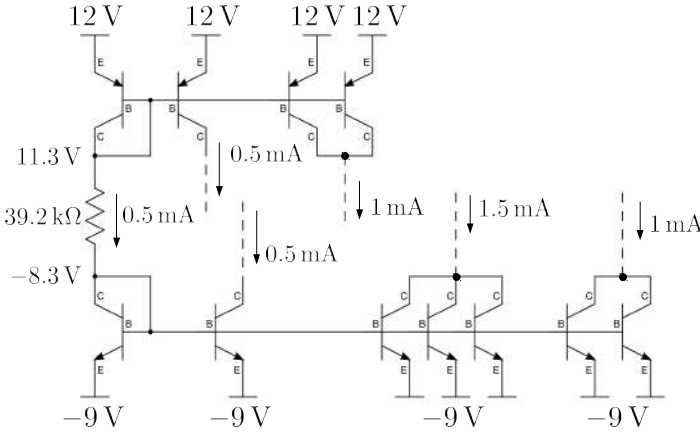 12 V 12 V 12 V 12 V
E E E E
B B B B
C C C C
11.3 V 0.5 mA
39.2 kΩ 0.5 mA 1 mA 1.5 mA 1 mA
0.5 mA
−8.3 V
C C C C C C C
B B B B B B B
E E E E E E E
−9 V −9 V −9 V −9 V